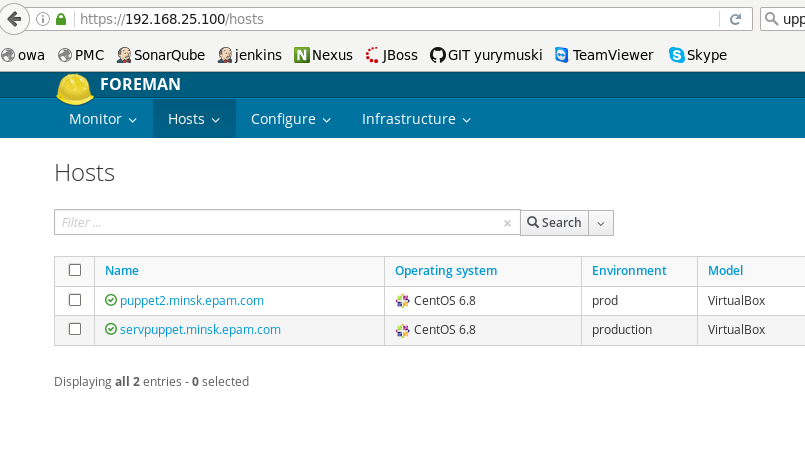 https://192.168.25.100/hosts
upp
owa PMC SonarQube jenkins Nexus JBoss GIT yurymuski TeamViewer Skype
FOREMAN
Monitor Hosts Configure Infrastructure
Hosts
Filter ... × Search
Name Operating system Environment Model
puppet2.minsk.epam.com CentOS 6.8 prod VirtualBox
servpuppet.minsk.epam.com CentOS 6.8 production VirtualBox
Displaying all 2 entries - 0 selected